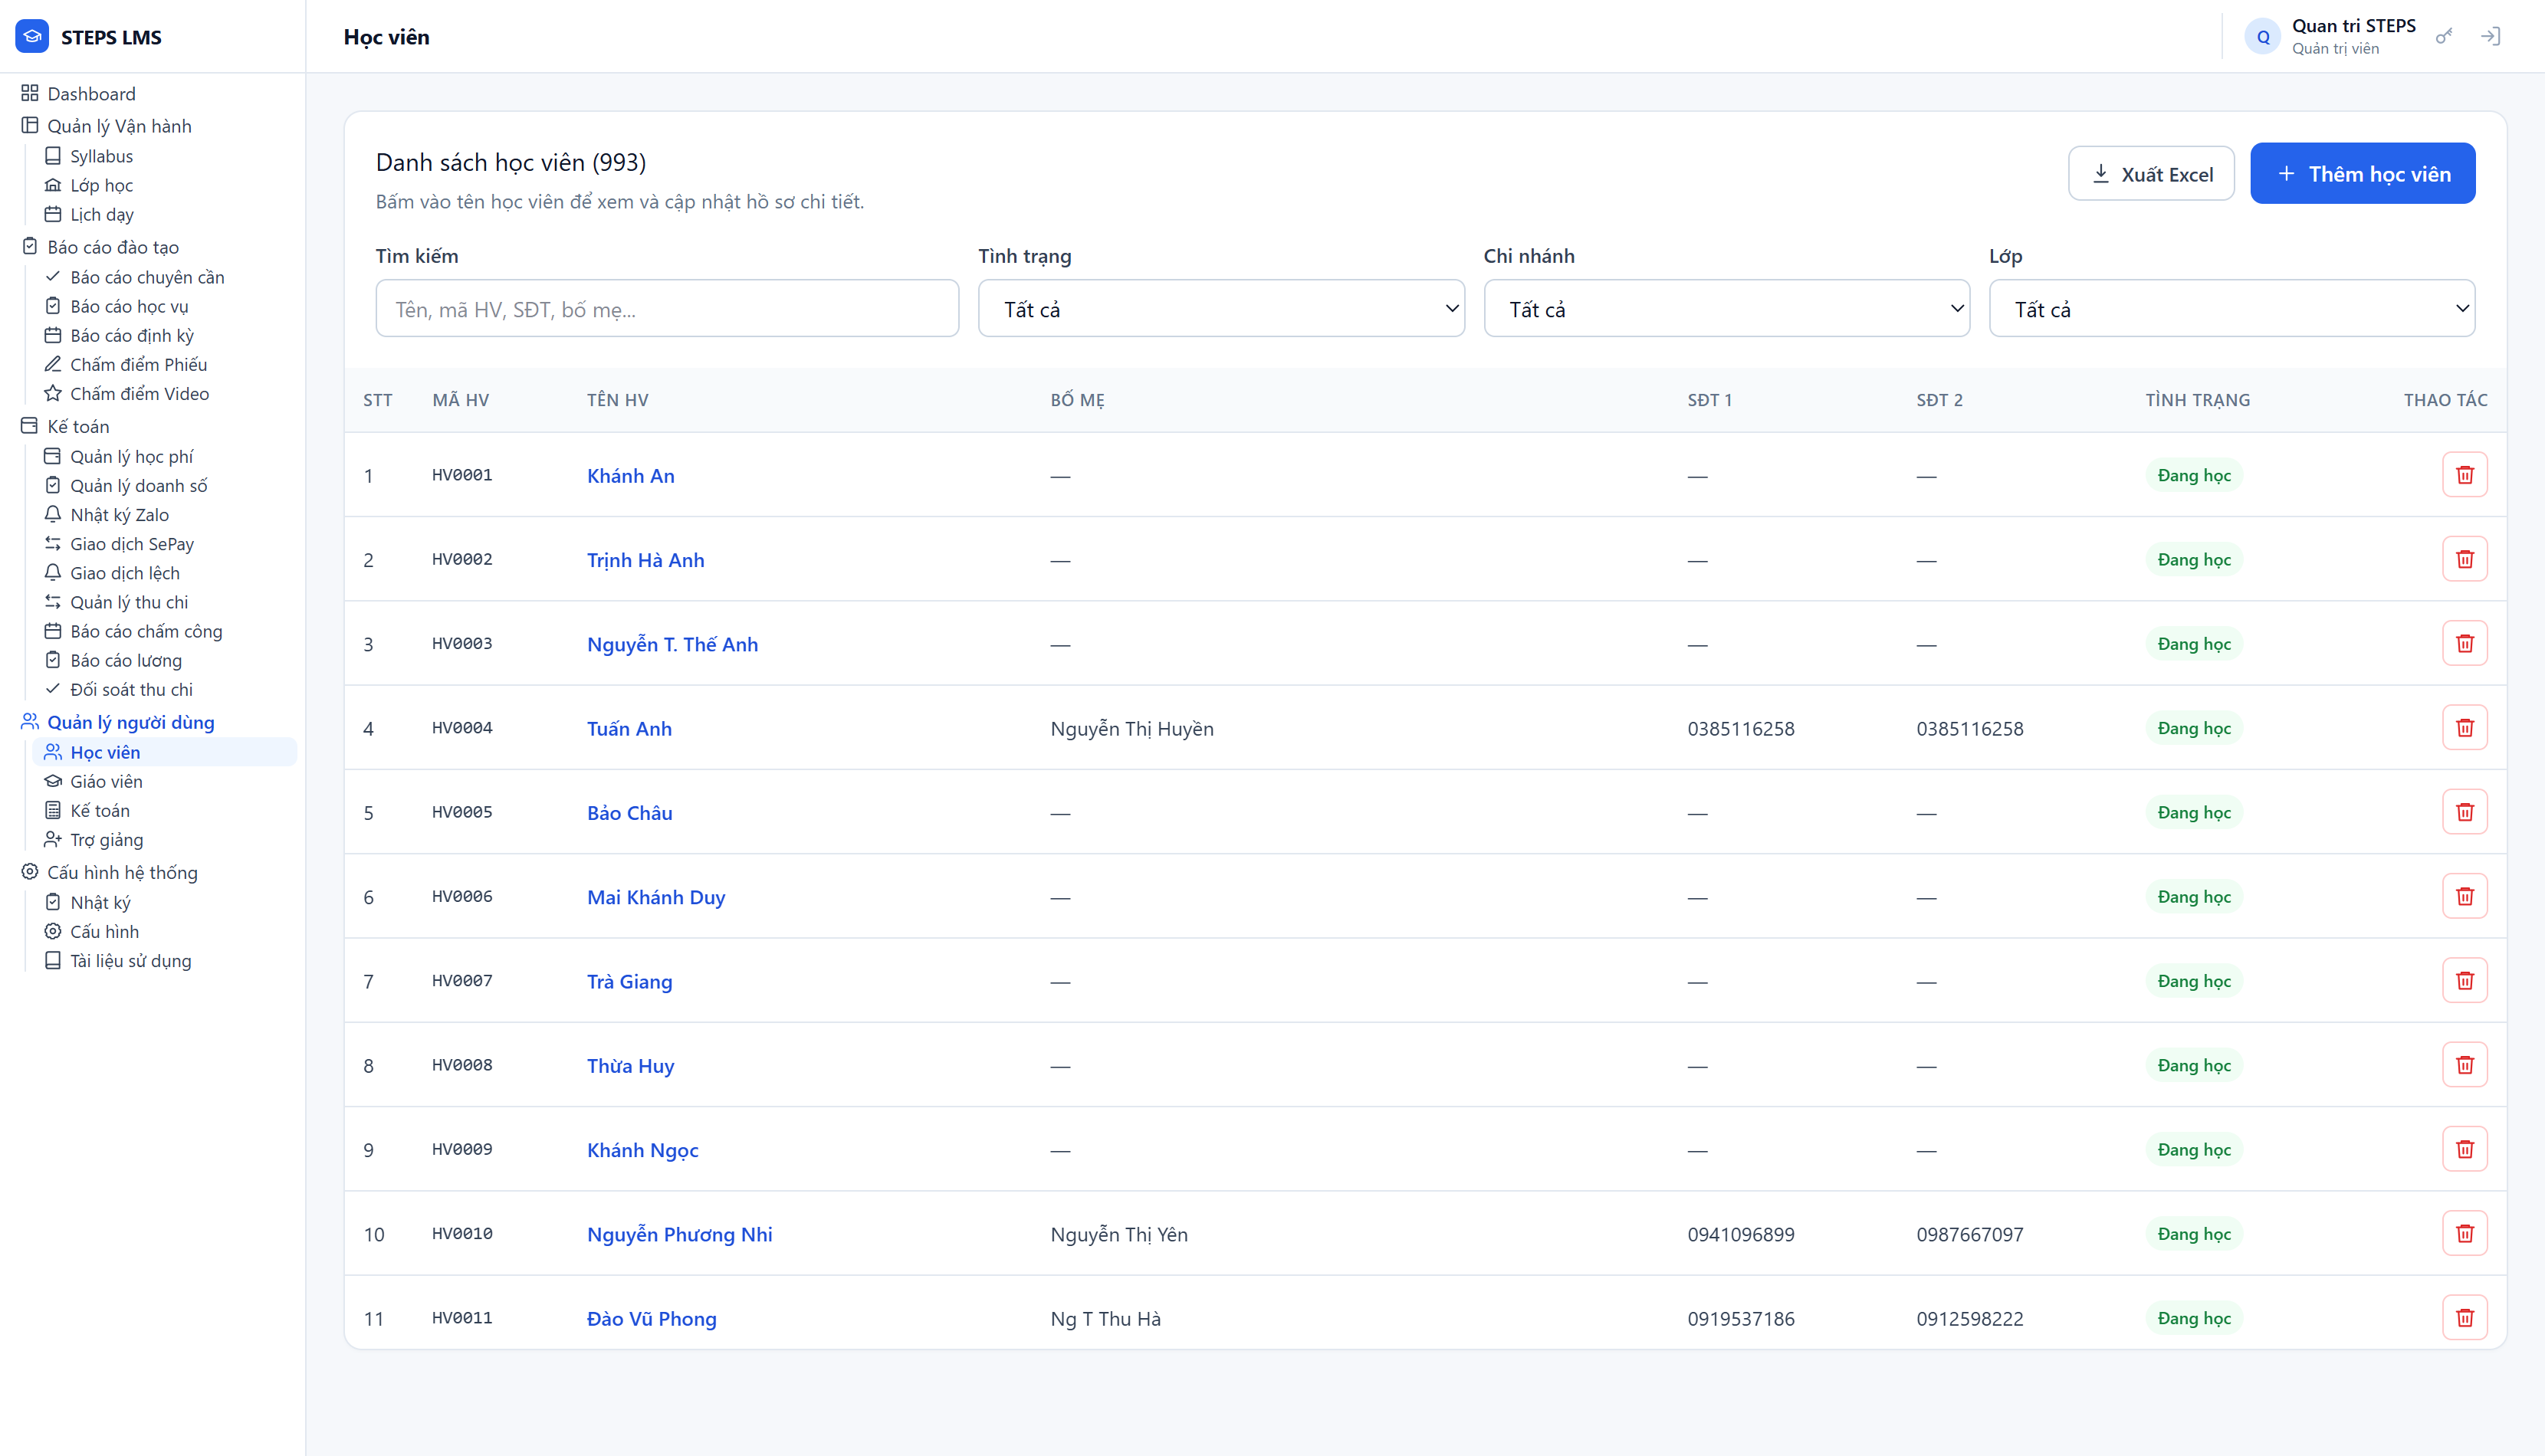 STEPS LMS
Học viên
Q
Quan tri STEPS
Quản trị viên
Dashboard
Quản lý Vận hành
Syllabus
Lớp học
Lịch dạy
Báo cáo đào tạo
Báo cáo chuyên cần
Báo cáo học vụ
Báo cáo định kỳ
Chấm điểm Phiếu
Chấm điểm Video
Kế toán
Quản lý học phí
Quản lý doanh số
Nhật ký Zalo
Giao dịch SePay
Giao dịch lệch
Quản lý thu chi
Báo cáo chấm công
Báo cáo lương
Đối soát thu chi
Quản lý người dùng
Học viên
Giáo viên
Kế toán
Trợ giảng
Cấu hình hệ thống
Nhật ký
Cấu hình
Tài liệu sử dụng
Danh sách học viên (993)
Bấm vào tên học viên để xem và cập nhật hồ sơ chi tiết.
Xuất Excel
+ Thêm học viên
Tìm kiếm Tình trạng Chi nhánh Lớp
Tên, mã HV, SĐT, bố mẹ... Tất cả Tất cả Tất cả
STT MÃ HV TÊN HV BỐ MẸ SĐT 1 SĐT 2 TÌNH TRẠNG THAO TÁC
1 HV0001 Khánh An — — — Đang học
2 HV0002 Trịnh Hà Anh — — — Đang học
3 HV0003 Nguyễn T. Thế Anh — — — Đang học
4 HV0004 Tuấn Anh Nguyễn Thị Huyền 0385116258 0385116258 Đang học
5 HV0005 Bảo Châu — — — Đang học
6 HV0006 Mai Khánh Duy — — — Đang học
7 HV0007 Trà Giang — — — Đang học
8 HV0008 Thừa Huy — — — Đang học
9 HV0009 Khánh Ngọc — — — Đang học
10 HV0010 Nguyễn Phương Nhi Nguyễn Thị Yên 0941096899 0987667097 Đang học
11 HV0011 Đào Vũ Phong Ng T Thu Hà 0919537186 0912598222 Đang học